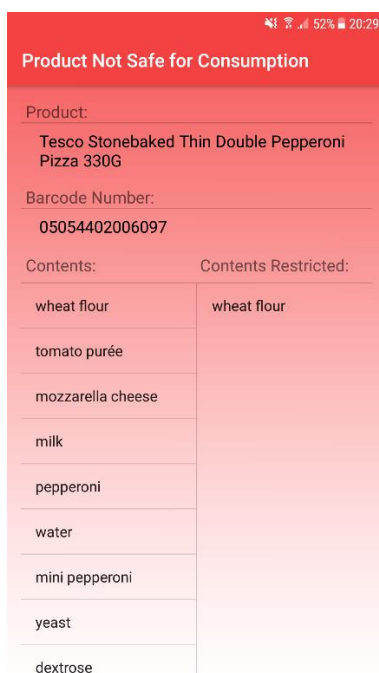 52% 20:29
Product Not Safe for Consumption
Product:
Tesco Stonebaked Thin Double Pepperoni
Pizza 330G
Barcode Number:
05054402006097
Contents: Contents Restricted:
wheat flour wheat flour
tomato purée
mozzarella cheese
milk
pepperoni
water
mini pepperoni
yeast
dextrose